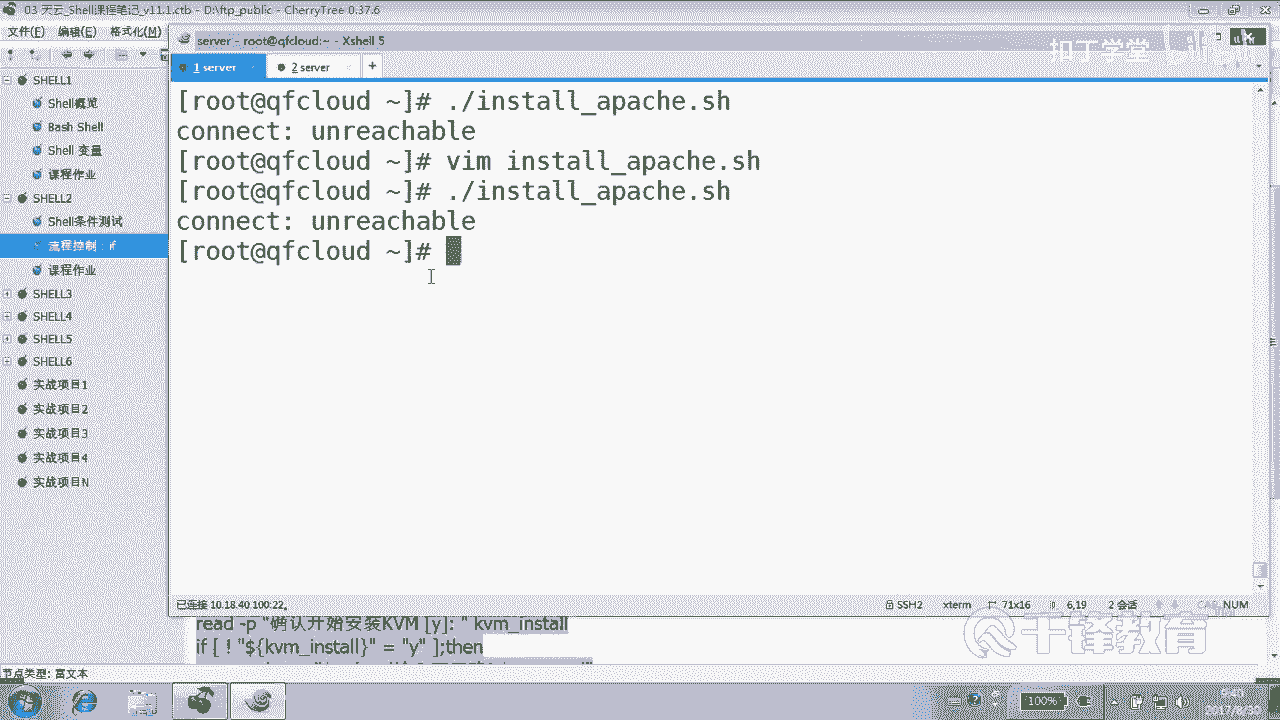 03 天云_Shell课程笔记_v11.1.ctb - D:\ftp_public - CherryTree 0.37.6
文件(F) 编辑(E) 格式化(M)
server - root@qfcloud:~ - Xshell 5
扣丁学堂
1 server
2 server
+
SHELL1
Shell概览
Bash Shell
Shell 变量
课程作业
SHELL2
Shell条件测试
流程控制：if
课程作业
SHELL3
SHELL4
SHELL5
SHELL6
实战项目1
实战项目2
实战项目3
实战项目4
实战项目N
[root@qfcloud ~]# ./install_apache.sh
connect: unreachable
[root@qfcloud ~]# vim install_apache.sh
[root@qfcloud ~]# ./install_apache.sh
connect: unreachable
[root@qfcloud ~]#
已连接 10.18.40.100:22。
SSH2 xterm 71x16 6,19 2 会话 CAP NUM
read -p "确认开始安装KVM [y]: " kvm_install
if [ ! "${kvm_install}" = "y" ];then
千锋教育
节点类型: 富文本
100%